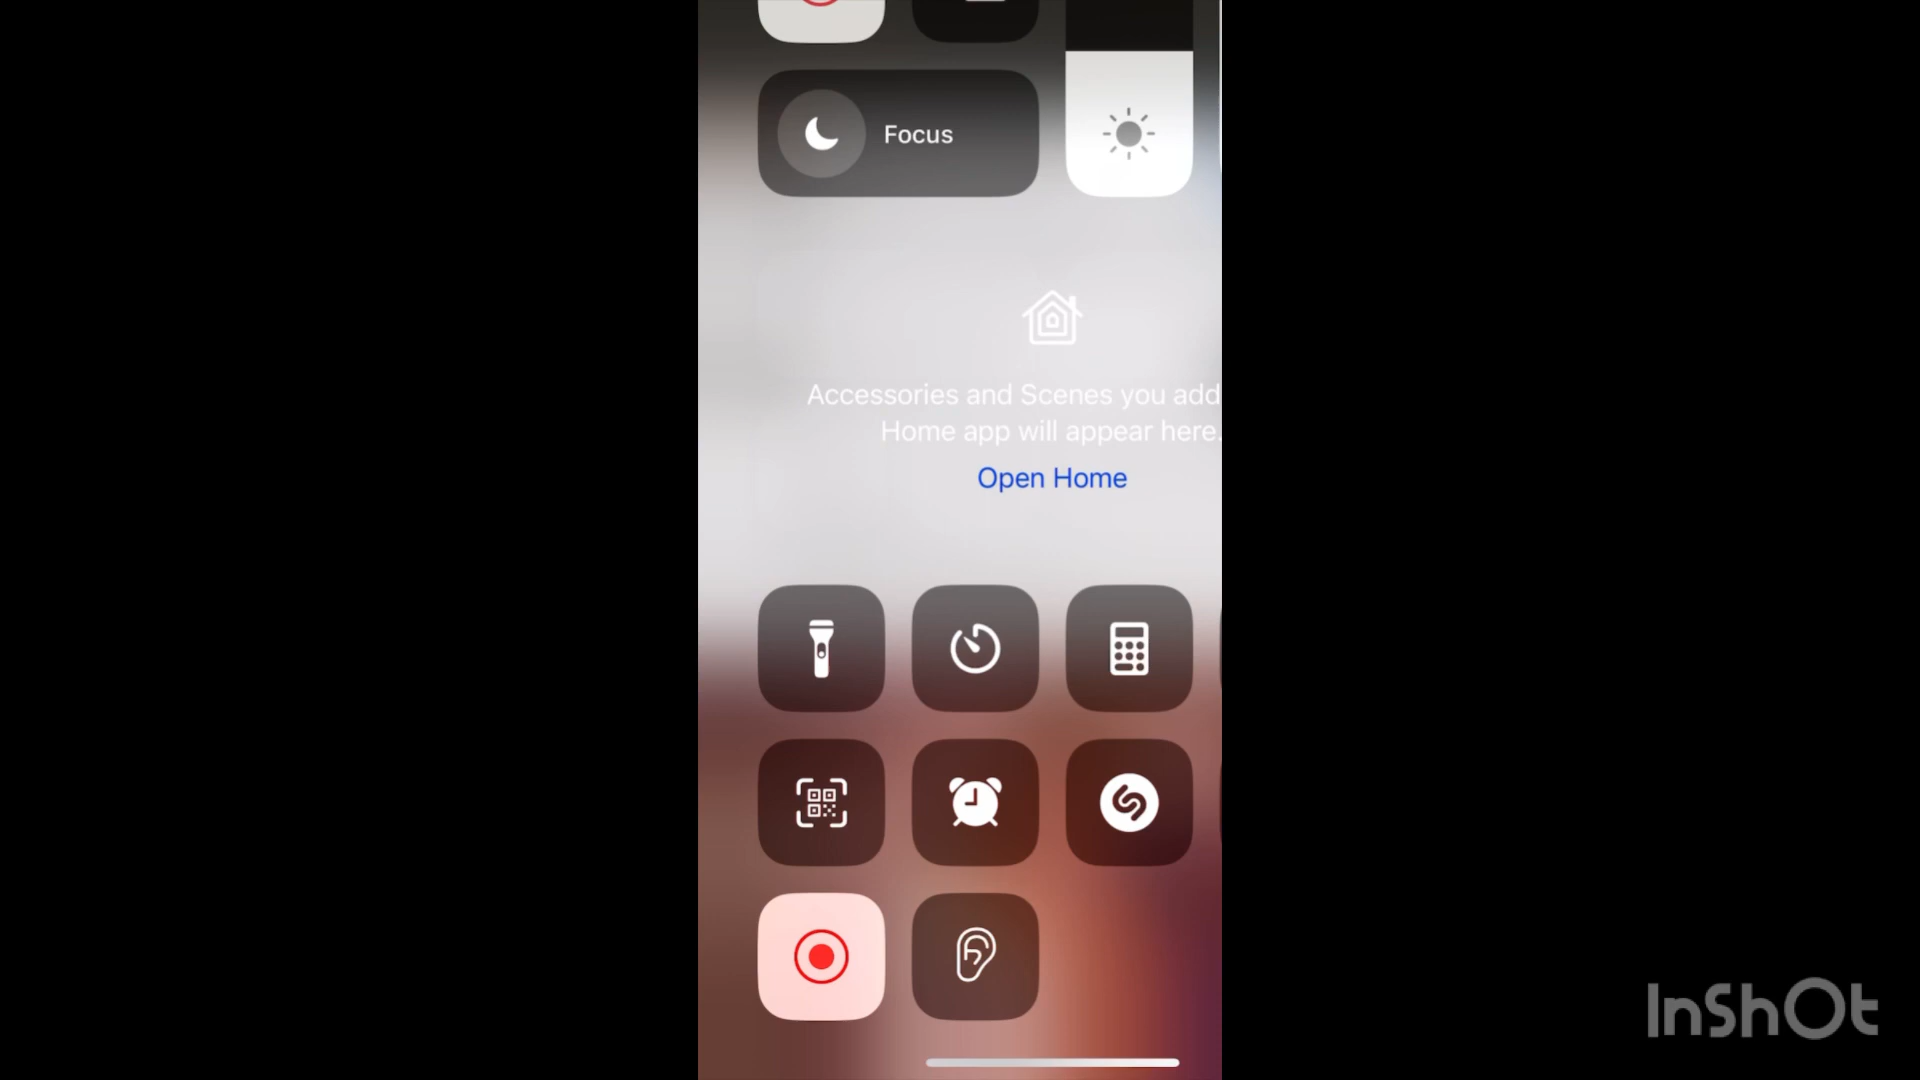 Focus
Accessories and Scenes you add
Home app will appear here.
Open Home
InShOt